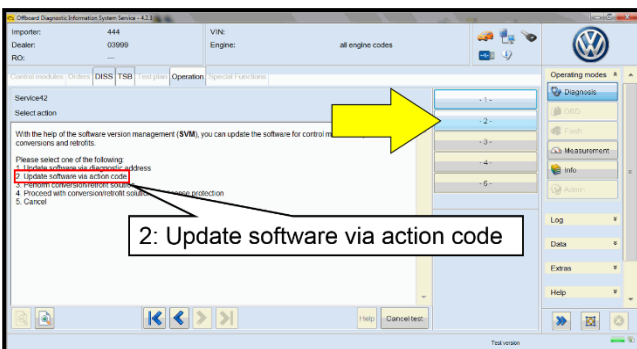 Offboard Diagnostic Information System Service - 4.2.3
Importer: 444 VIN:
Dealer: 03999 Engine: all engine codes
RO: ---
Control modules Orders DISS TSB Test plan Operation Special Functions
Service42
Select action
With the help of the software version management (SVM), you can update the software for control
conversions and retrofits.
Please select one of the following:
1. Update software via diagnostic address
2. Update software via action code
3. Perform conversion/retrofit solution
4. Proceed with conversion/retrofit protection
5. Cancel
2: Update software via action code
- 1 -
- 2 -
- 3 -
- 4 -
- 5 -
Operating modes
Diagnosis
OBD
Flash
Measurement
Info
Admin
Log
Data
Extras
Help
Help
Cancel test
Test version